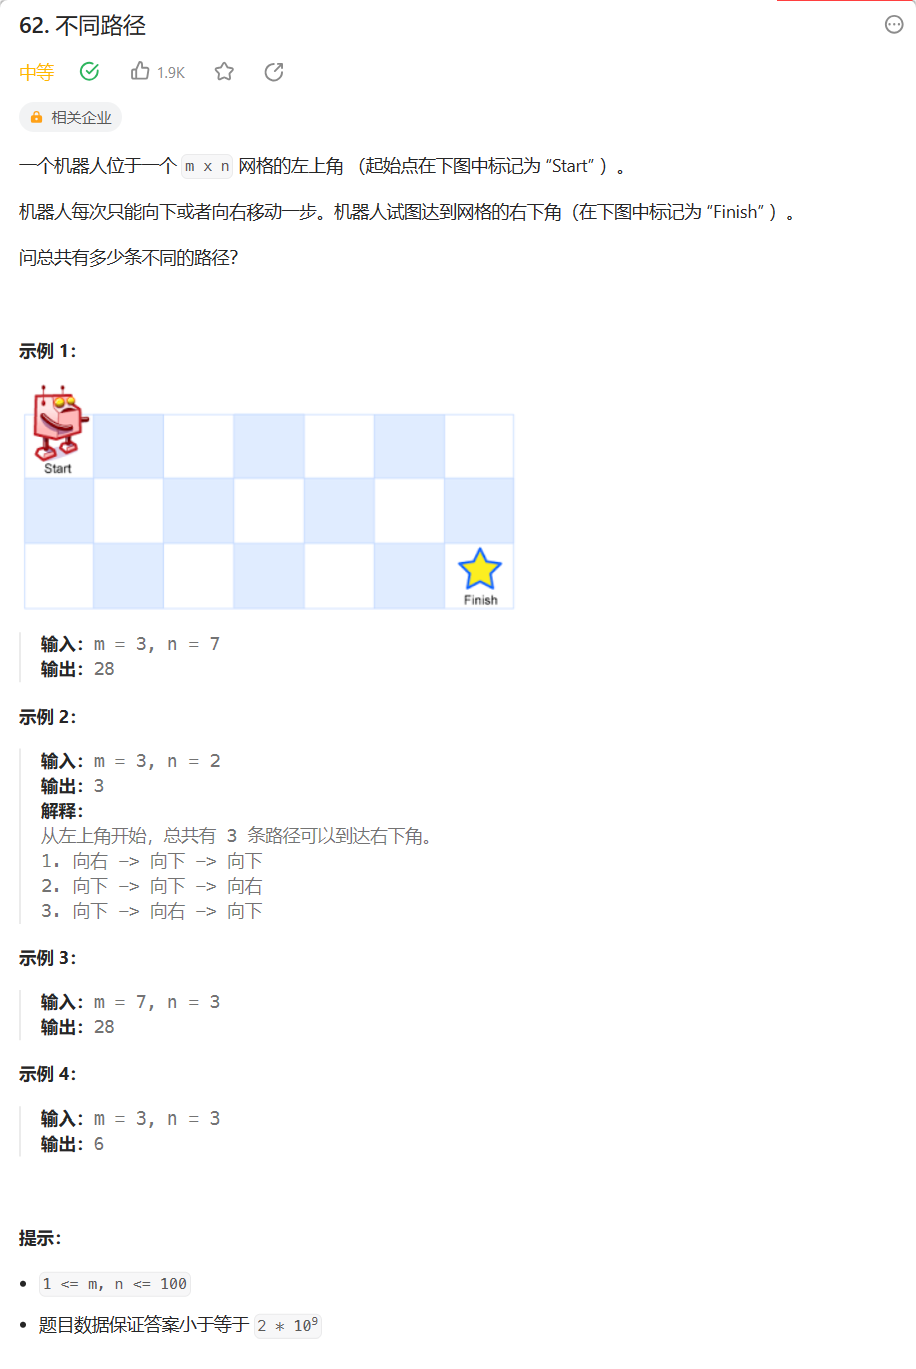 62. 不同路径
中等 1.9K
相关企业
一个机器人位于一个 m x n 网格的左上角 （起始点在下图中标记为 “Start” ）。
机器人每次只能向下或者向右移动一步。机器人试图达到网格的右下角（在下图中标记为 “Finish” ）。
问总共有多少条不同的路径?
示例 1：
Start
Finish
输入：m = 3, n = 7
输出：28
示例 2：
输入：m = 3, n = 2
输出：3
解释：
从左上角开始，总共有 3 条路径可以到达右下角。
1. 向右 -> 向下 -> 向下
2. 向下 -> 向下 -> 向右
3. 向下 -> 向右 -> 向下
示例 3：
输入：m = 7, n = 3
输出：28
示例 4：
输入：m = 3, n = 3
输出：6
提示：
• 1 <= m, n <= 100
• 题目数据保证答案小于等于 2 * 10⁹